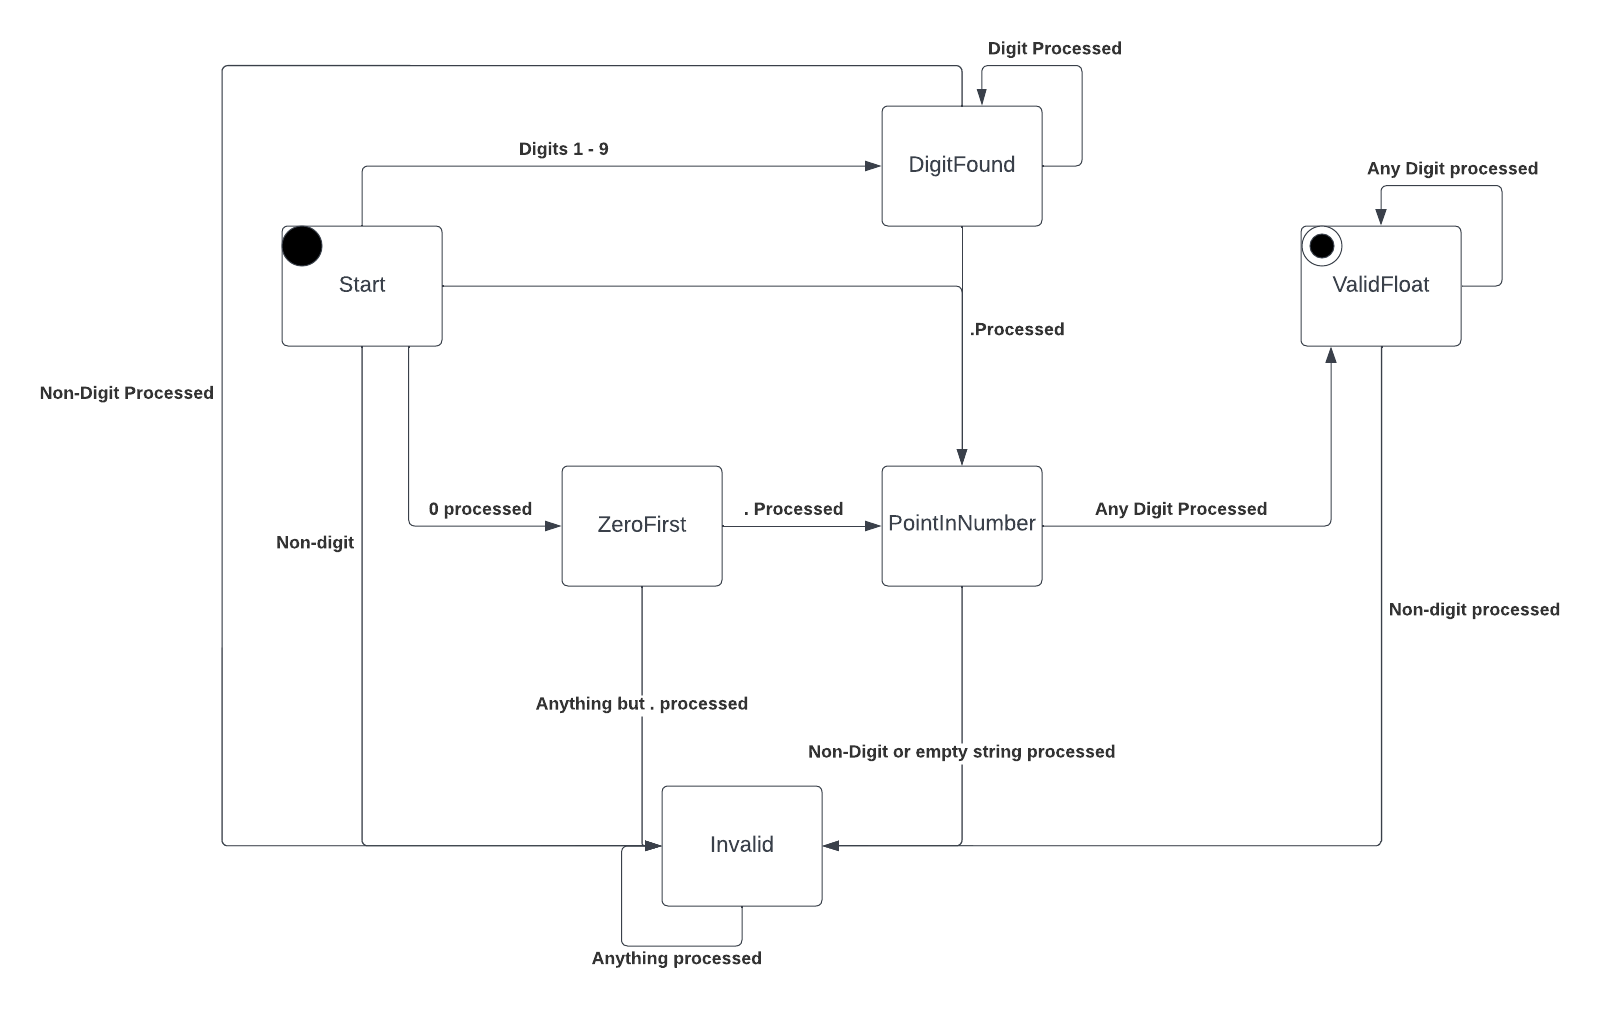 Digit Processed
Digits 1 - 9
DigitFound
Any Digit processed
Start
ValidFloat
.Processed
Non-Digit Processed
0 processed
ZeroFirst
. Processed
PointInNumber
Any Digit Processed
Non-digit
Non-digit processed
Anything but . processed
Non-Digit or empty string processed
Invalid
Anything processed